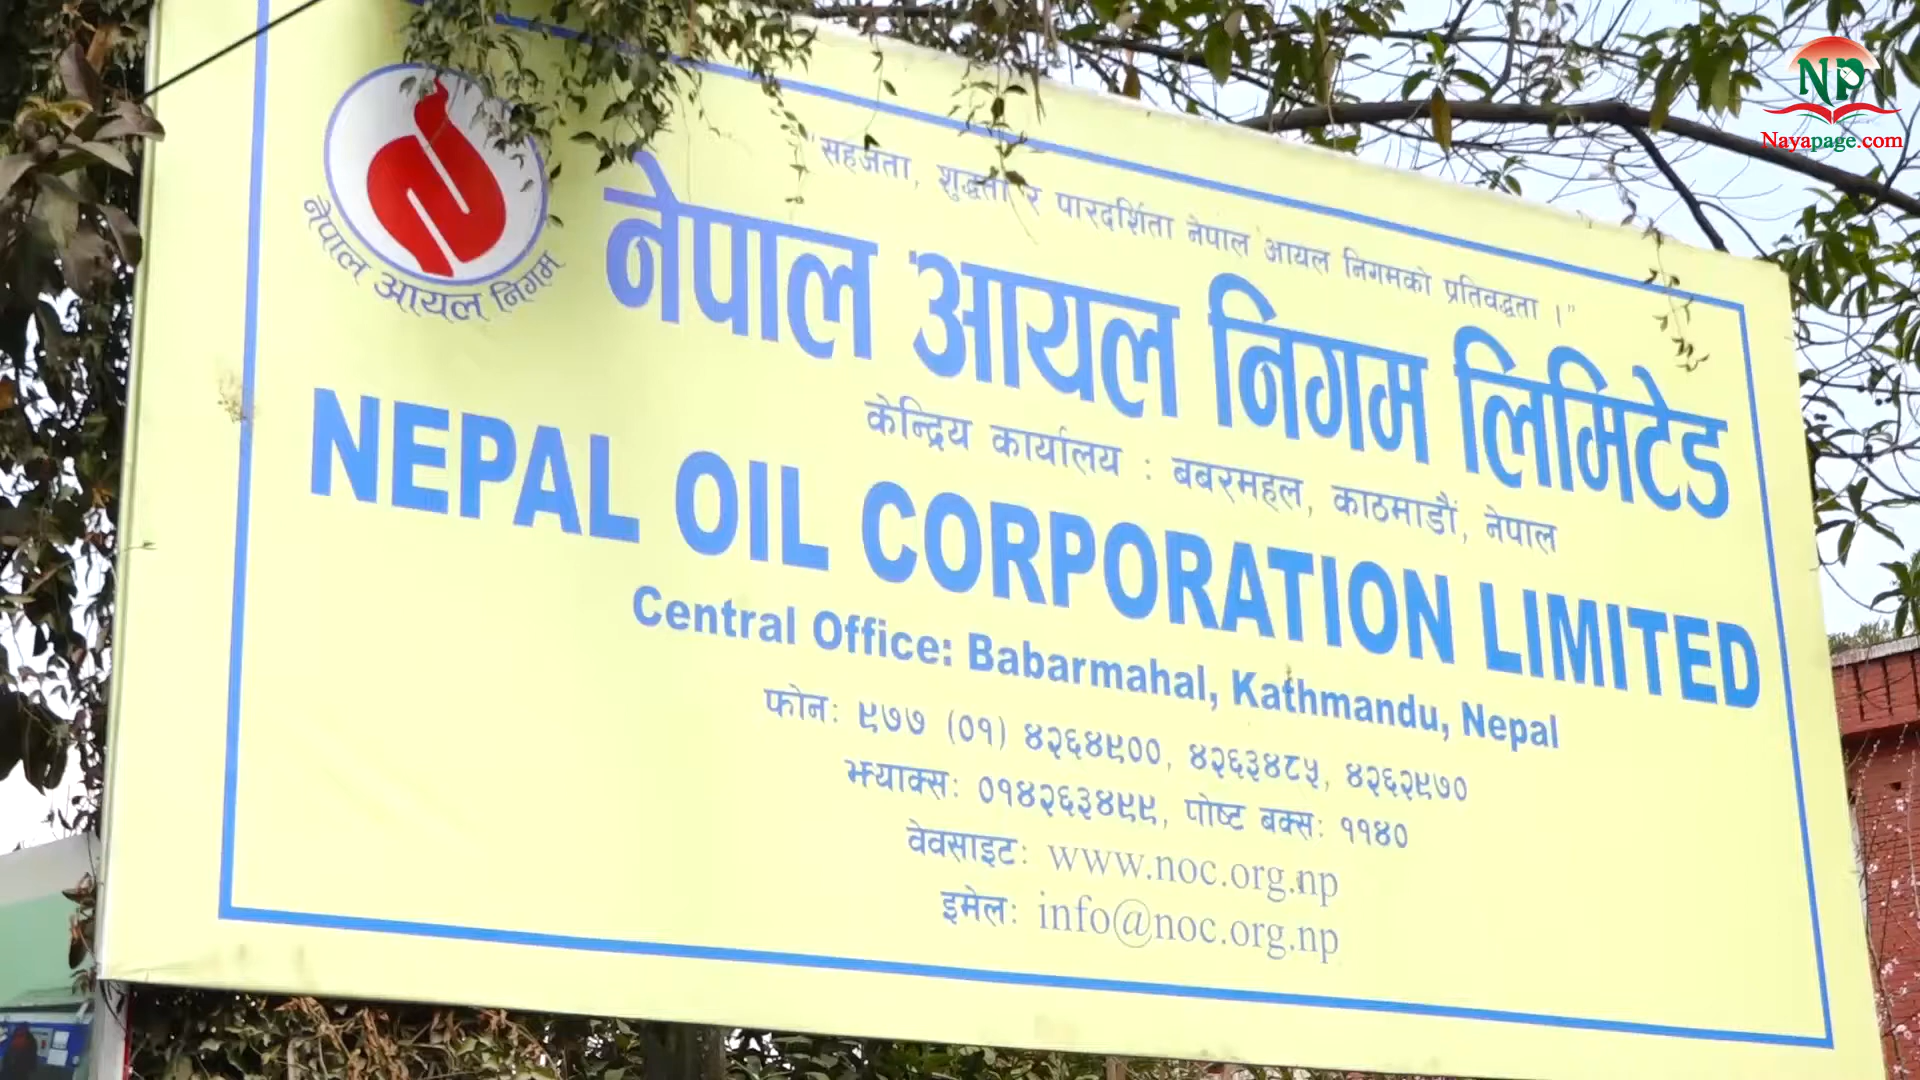 "सहजता, शुद्धता र पारदर्शिता नेपाल आयल निगमको प्रतिवद्धता ।"
नेपाल आयल निगम
नेपाल आयल निगम लिमिटेड
केन्द्रिय कार्यालय : बबरमहल, काठमाडौं, नेपाल
NEPAL OIL CORPORATION LIMITED
Central Office: Babarmahal, Kathmandu, Nepal
फोन: ९७७ (०१) ४२६४९००, ४२६३४८५, ४२६२९७०
फ्याक्स: ०१४२६३४९९, पोष्ट बक्स: ११४०
वेवसाइट: www.noc.org.np
इमेल: info@noc.org.np
NP
Nayapage.com